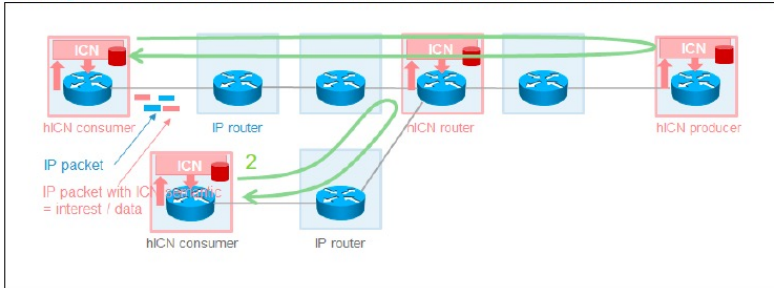 ICN
ICN
ICN
hICN consumer
IP router
hICN router
hICN producer
IP packet
ICN
2
IP packet with ICN semantic
= interest / data
hICN consumer
IP router